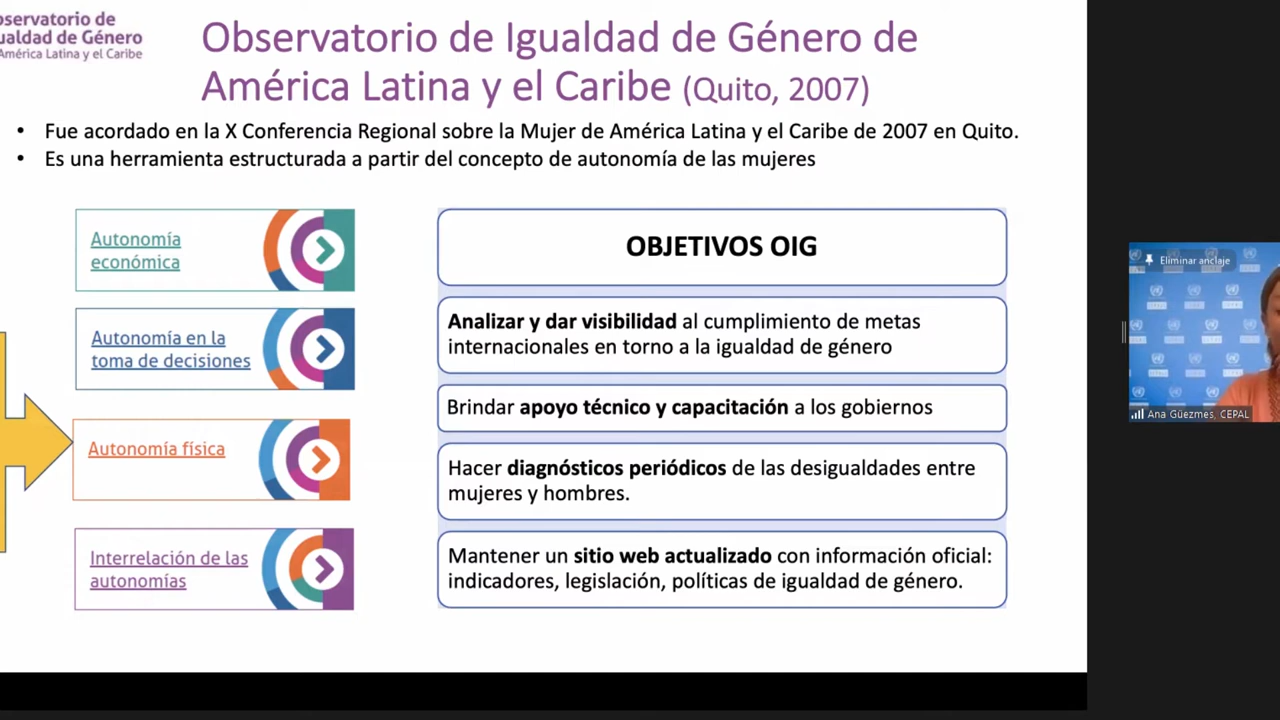 Observatorio de Igualdad de Género de
América Latina y el Caribe (Quito, 2007)
de
de Género
América Latina y el Caribe
• Fue acordado en la X Conferencia Regional sobre la Mujer de América Latina y el Caribe de 2007 en Quito.
• Es una herramienta estructurada a partir del concepto de autonomía de las mujeres
Autonomía
económica
Autonomía en la
toma de decisiones
Autonomía física
Interrelación de las
autonomías
OBJETIVOS OIG
Analizar y dar visibilidad al cumplimiento de metas
internacionales en torno a la igualdad de género
Brindar apoyo técnico y capacitación a los gobiernos
Hacer diagnósticos periódicos de las desigualdades entre
mujeres y hombres.
Mantener un sitio web actualizado con información oficial:
indicadores, legislación, políticas de igualdad de género.
Eliminar anclaje
Ana Güezmes, CEPAL